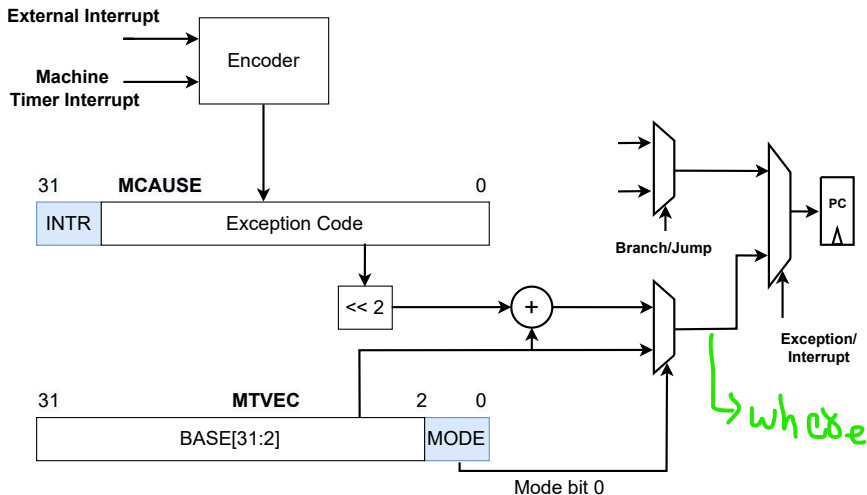 External Interrupt
Encoder
Machine
Timer Interrupt
31 MCAUSE 0
INTR Exception Code
PC
Branch/Jump
<< 2
+
Exception/
Interrupt
31 MTVEC 2 0
BASE[31:2] MODE
Mode bit 0